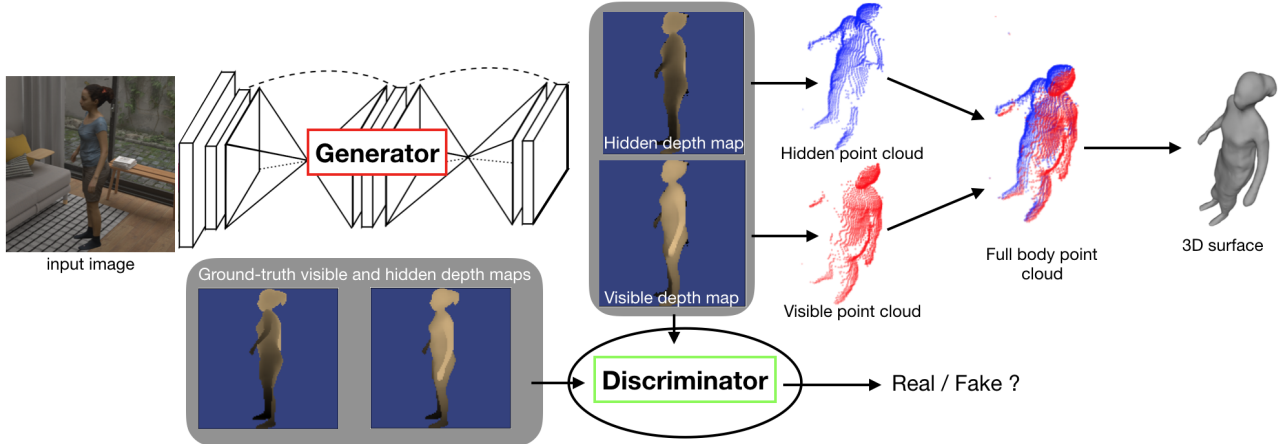 Generator
input image
Hidden depth map
Visible depth map
Hidden point cloud
Visible point cloud
Full body point
cloud
3D surface
Ground-truth visible and hidden depth maps
Discriminator
Real / Fake ?